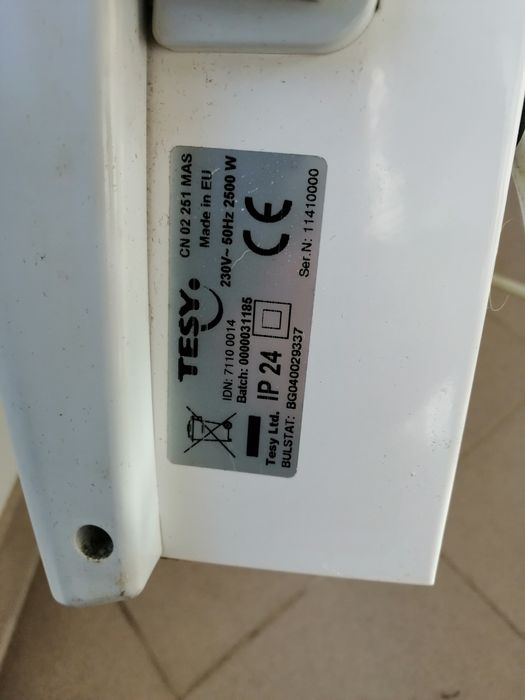 TESY
CN 02 251 MAS
Made in EU
230V~ 50Hz 2500 W
IDN: 7110 0014
Batch: 0000031185
CE
IP 24
Tesy Ltd.
BULSTAT: BG040029337
Ser.N: 11410000